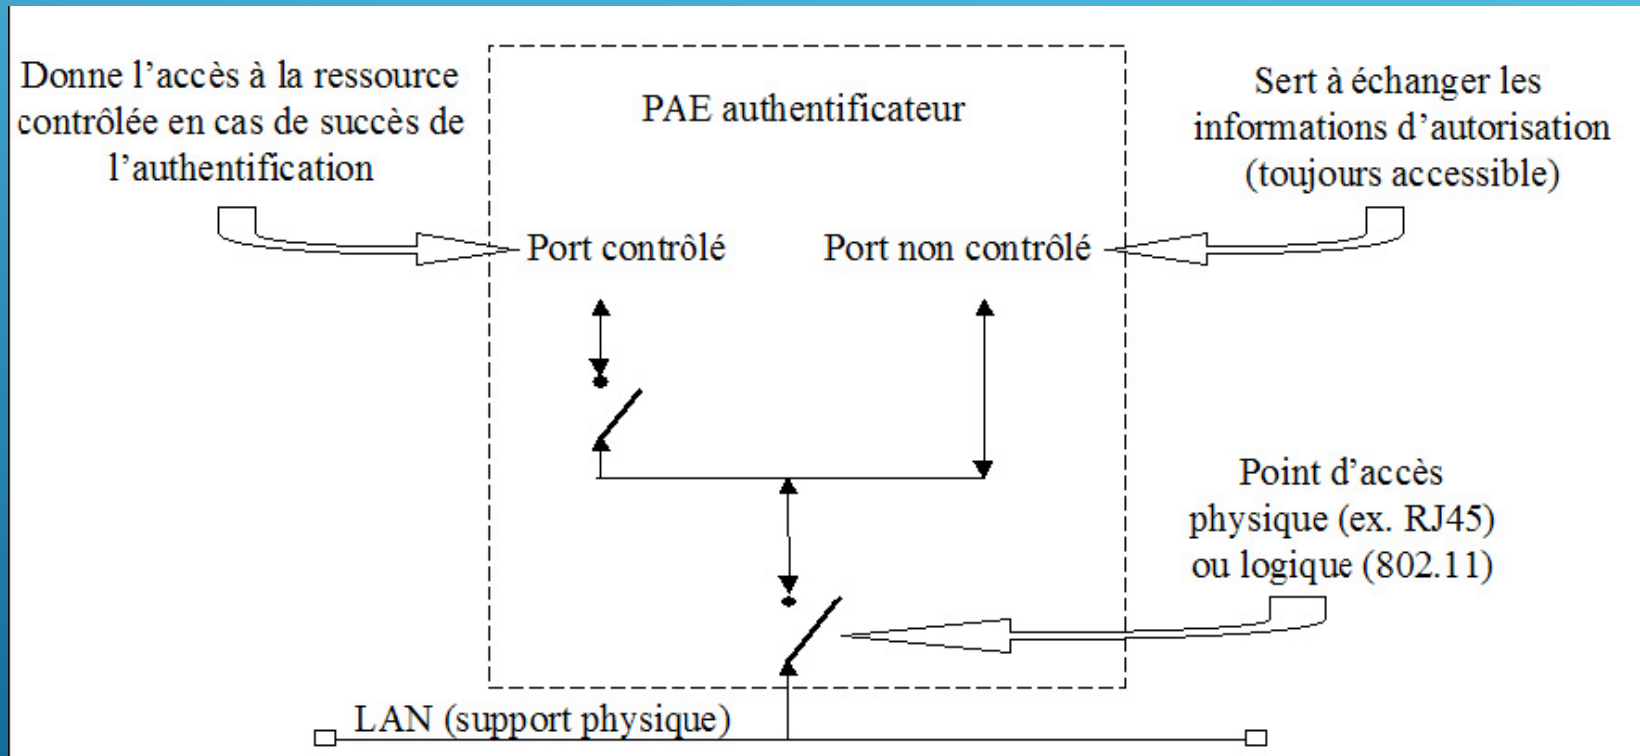 Donne l’accès à la ressource
contrôlée en cas de succès de
l’authentification
PAE authentificateur
Sert à échanger les
informations d’autorisation
(toujours accessible)
Port contrôlé
Port non contrôlé
Point d’accès
physique (ex. RJ45)
ou logique (802.11)
LAN (support physique)